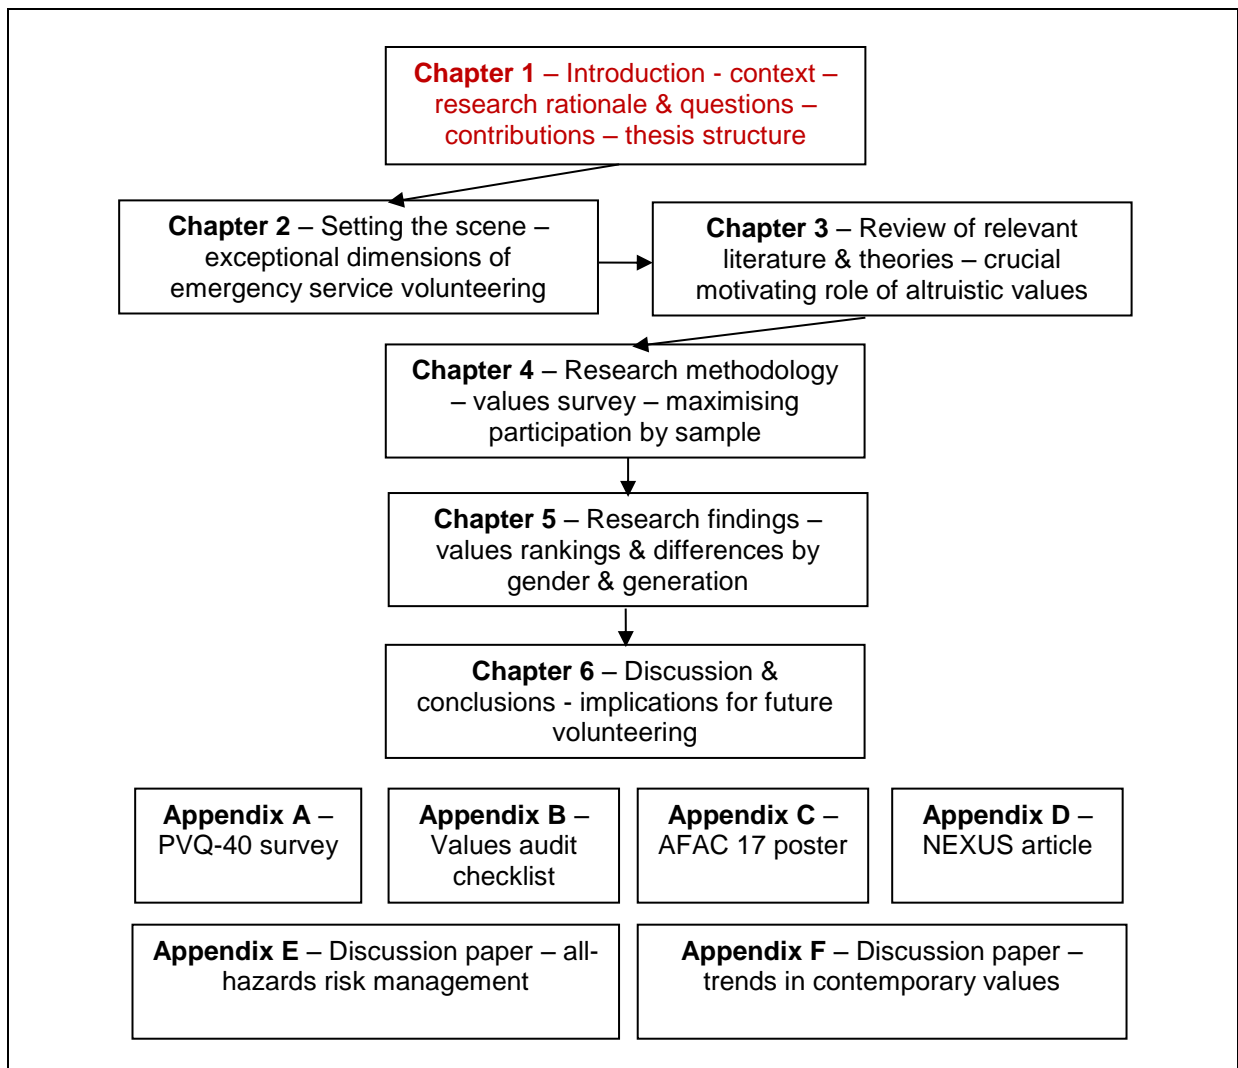 Chapter 1 – Introduction - context –
research rationale & questions –
contributions – thesis structure
Chapter 2 – Setting the scene –
exceptional dimensions of
emergency service volunteering
Chapter 3 – Review of relevant
literature & theories – crucial
motivating role of altruistic values
Chapter 4 – Research methodology
– values survey – maximising
participation by sample
Chapter 5 – Research findings –
values rankings & differences by
gender & generation
Chapter 6 – Discussion &
conclusions - implications for future
volunteering
Appendix A –
PVQ-40 survey
Appendix B –
Values audit
checklist
Appendix C –
AFAC 17 poster
Appendix D –
NEXUS article
Appendix E – Discussion paper – all-
hazards risk management
Appendix F – Discussion paper –
trends in contemporary values